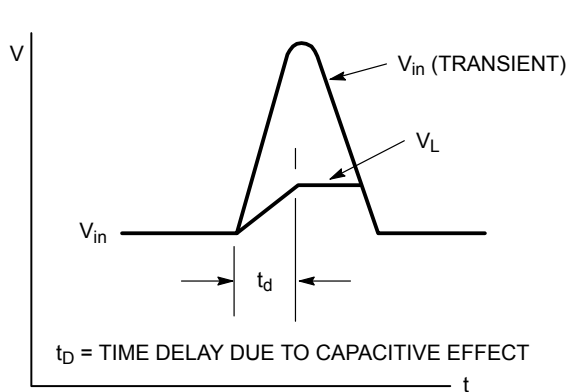 V
Vin (TRANSIENT)
VL
Vin
td
tD = TIME DELAY DUE TO CAPACITIVE EFFECT
t